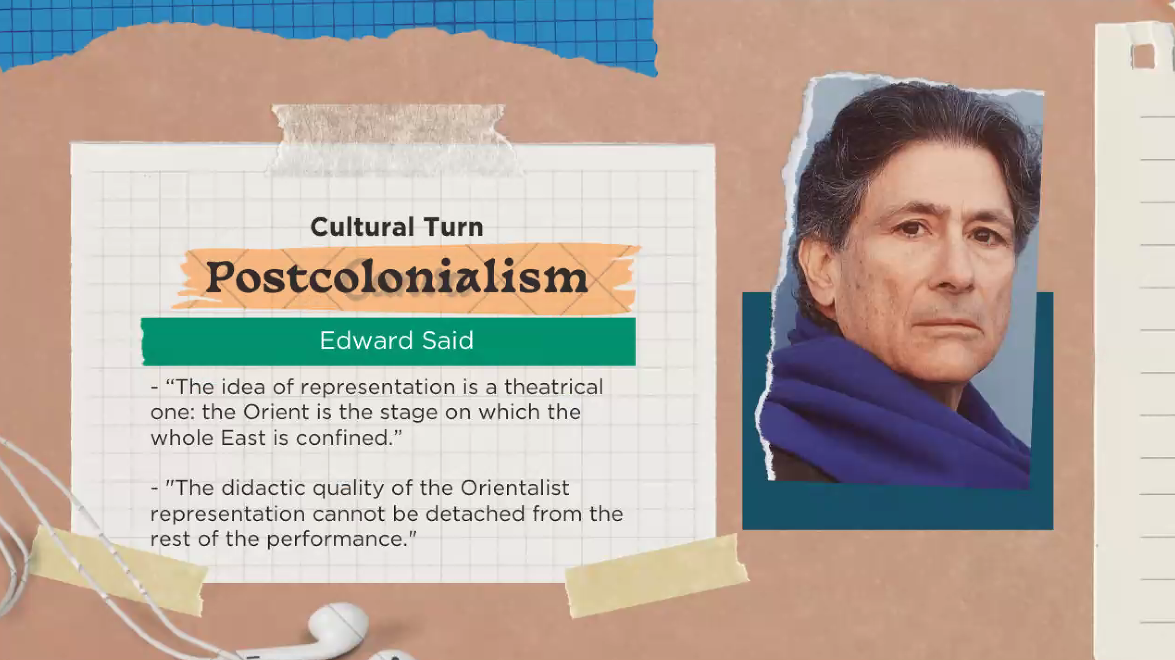 Cultural Turn
Postcolonialism
Edward Said
- “The idea of representation is a theatrical
one: the Orient is the stage on which the
whole East is confined.”
- "The didactic quality of the Orientalist
representation cannot be detached from the
rest of the performance."